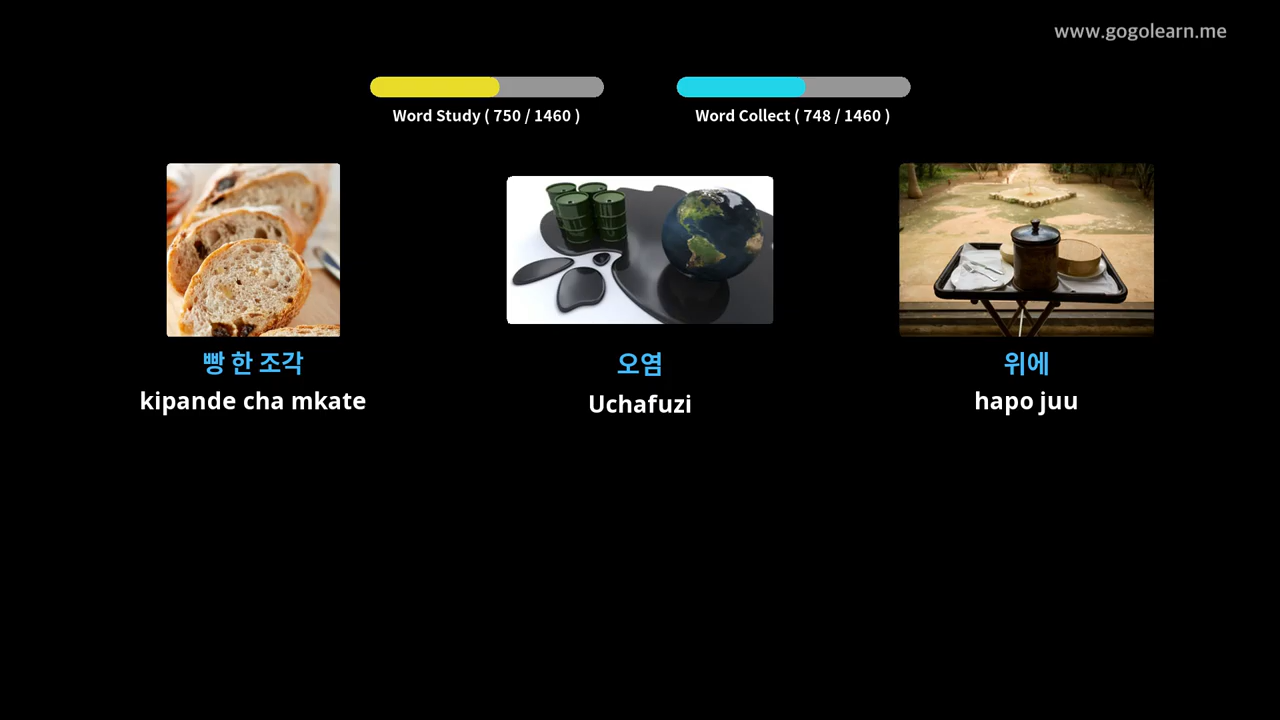 www.gogolearn.me
Word Study ( 750 / 1460 )
Word Collect ( 748 / 1460 )
빵 한 조각
kipande cha mkate
오염
Uchafuzi
위에
hapo juu